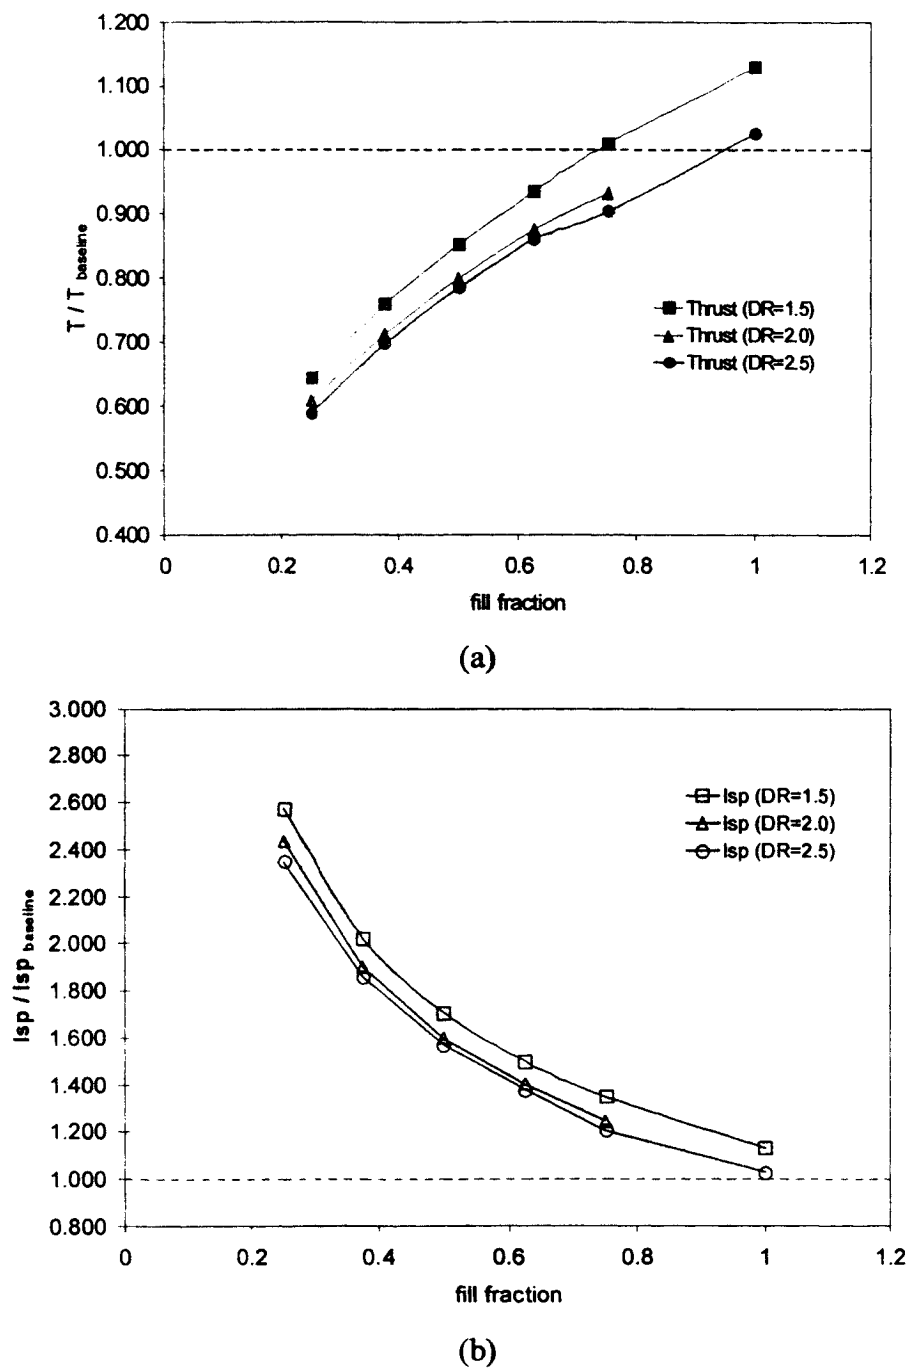 1.200
1.100
1.000
0.900
0.800
0.700
0.600
0.500
0.400
T / T baseline
Thrust (DR=1.5)
Thrust (DR=2.0)
Thrust (DR=2.5)
0 0.2 0.4 0.6 0.8 1 1.2
fill fraction
(a)
3.000
2.800
2.600
2.400
2.200
2.000
1.800
1.600
1.400
1.200
1.000
0.800
Isp / Isp baseline
Isp (DR=1.5)
Isp (DR=2.0)
Isp (DR=2.5)
0 0.2 0.4 0.6 0.8 1 1.2
fill fraction
(b)